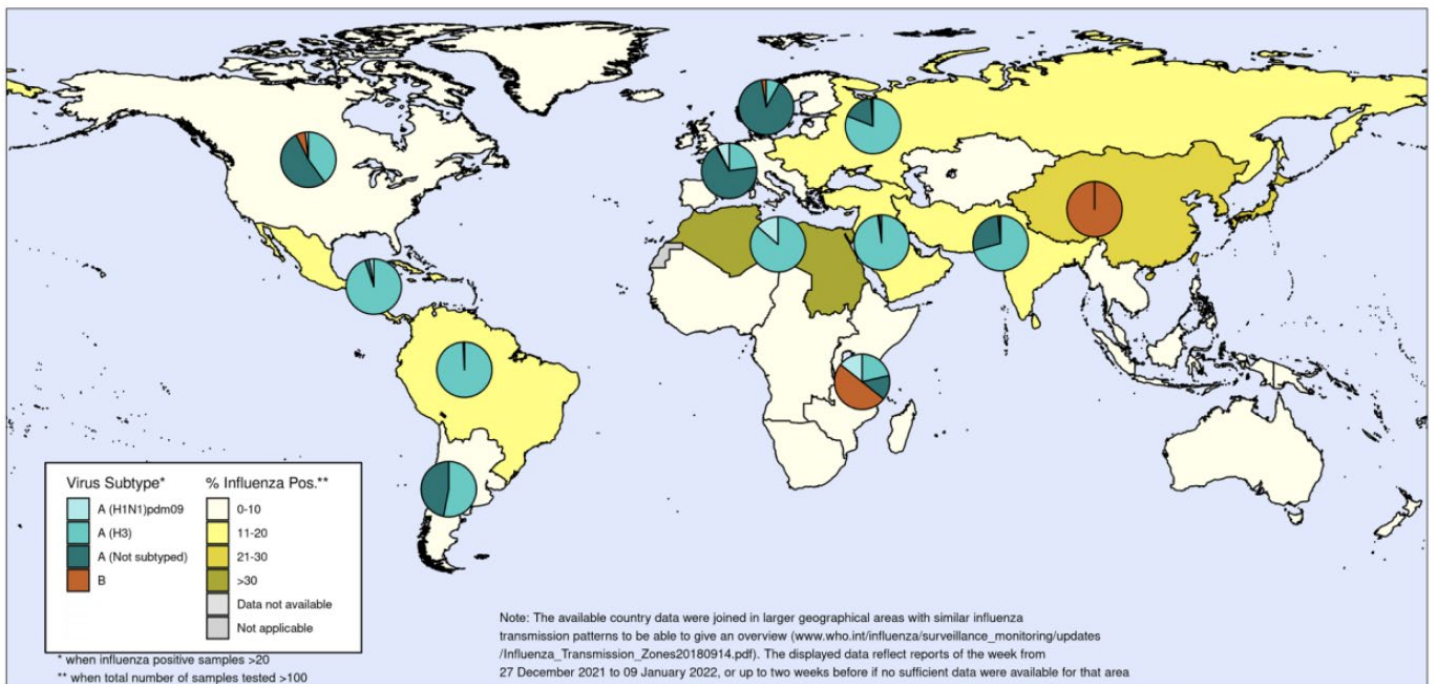 Virus Subtype*
A (H1N1)pdm09
A (H3)
A (Not subtyped)
B
% Influenza Pos.**
0-10
11-20
21-30
>30
Data not available
Not applicable
* when influenza positive samples >20
** when total number of samples tested >100
Note: The available country data were joined in larger geographical areas with similar influenza
transmission patterns to be able to give an overview (www.who.int/influenza/surveillance_monitoring/updates
/Influenza_Transmission_Zones20180914.pdf). The displayed data reflect reports of the week from
27 December 2021 to 09 January 2022, or up to two weeks before if no sufficient data were available for that area